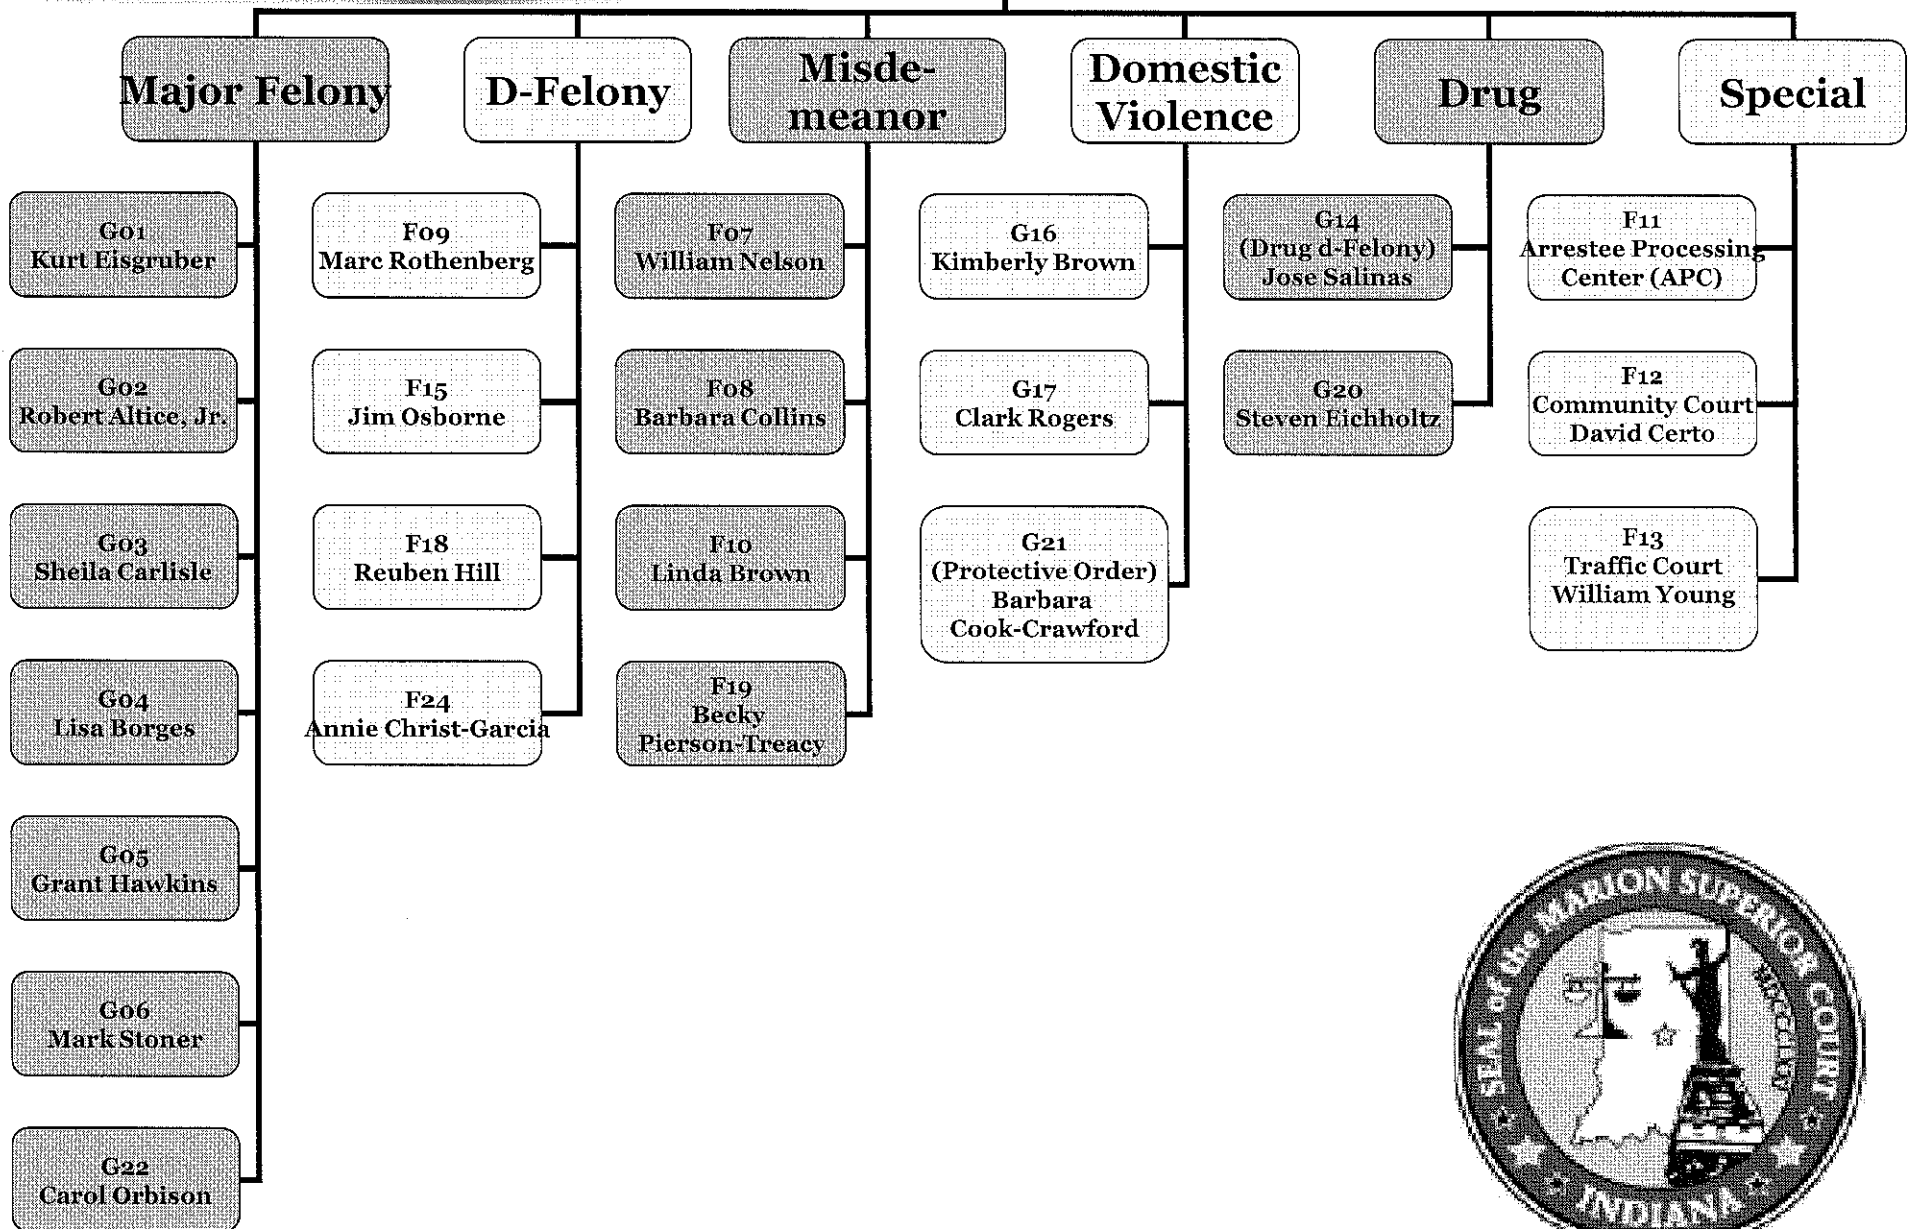 Major Felony
D-Felony
Misde-
meanor
Domestic
Violence
Drug
Special
G01
Kurt Eisgruber
G02
Robert Altice, Jr.
G03
Sheila Carlisle
G04
Lisa Borges
G05
Grant Hawkins
G06
Mark Stoner
G22
Carol Orbison
F09
Marc Rothenberg
F15
Jim Osborne
F18
Reuben Hill
F24
Annie Christ-Garcia
F07
William Nelson
F08
Barbara Collins
F10
Linda Brown
F19
Becky
Pierson-Treacy
G16
Kimberly Brown
G17
Clark Rogers
G21
(Protective Order)
Barbara
Cook-Crawford
G14
(Drug d-Felony)
Jose Salinas
G20
Steven Eichholtz
F11
Arrestee Processing
Center (APC)
F12
Community Court
David Certo
F13
Traffic Court
William Young
SEAL of the MARION SUPERIOR COURT
INDIANA